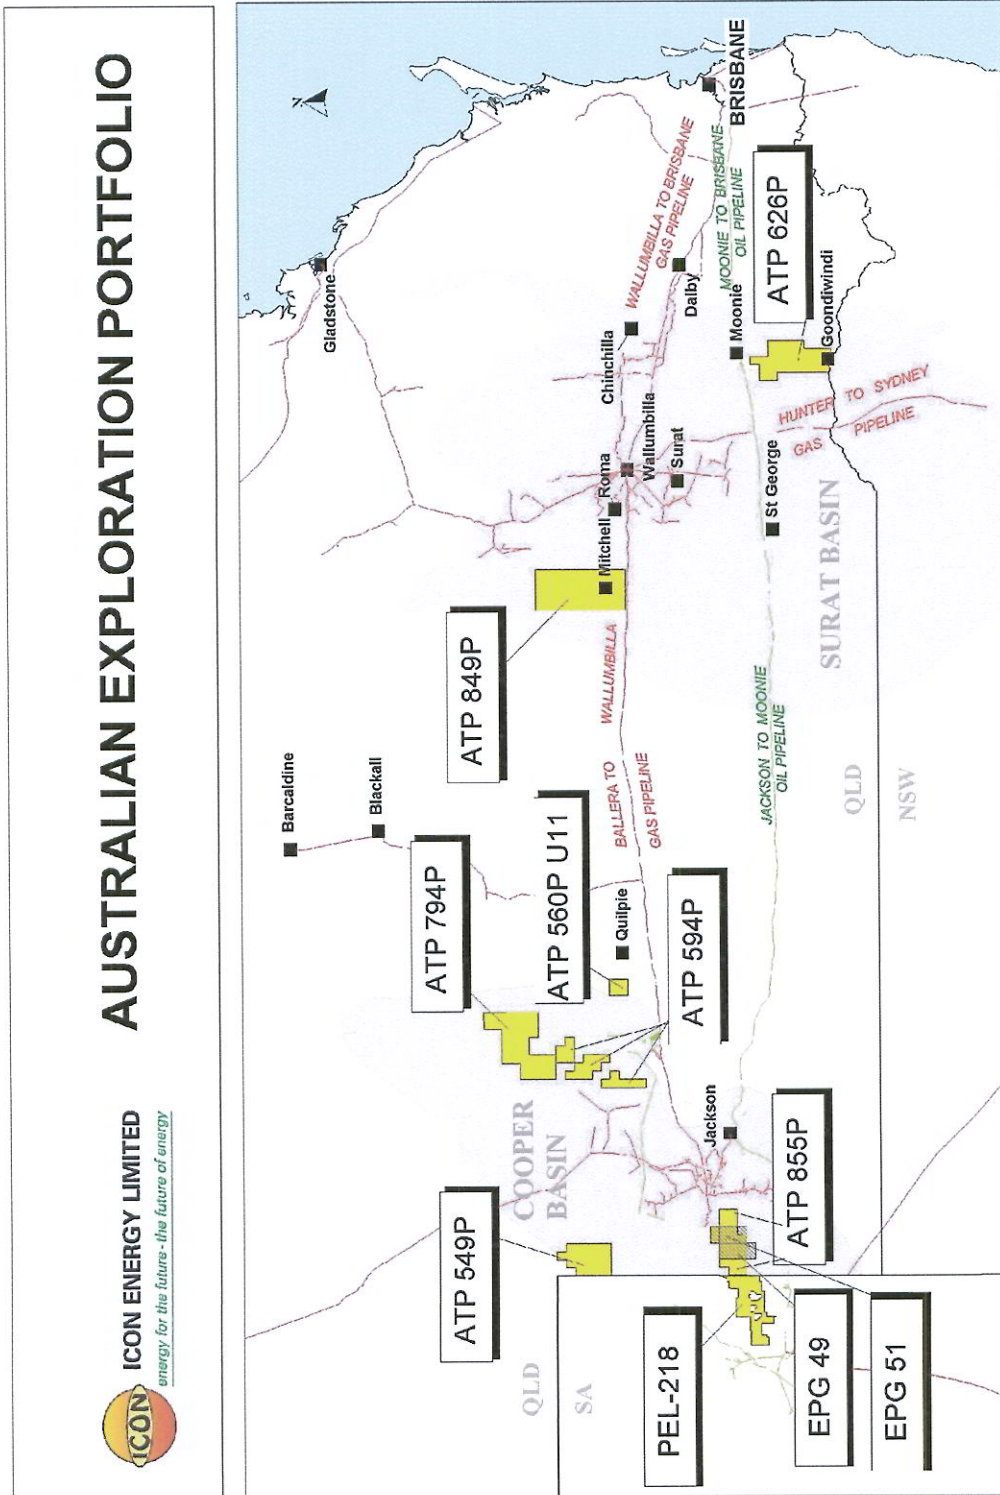 ICON
ICON ENERGY LIMITED
energy for the future - the future of energy
AUSTRALIAN EXPLORATION PORTFOLIO
N
Gladstone
Barcaldine
Blackall
ATP 794P
ATP 849P
ATP 560P U11
Quilpie
ATP 594P
COOPER
BASIN
ATP 549P
QLD
SA
Mitchell
Roma
Wallumbilla
Surat
Chinchilla
Dalby
WALLUMBILLA TO BRISBANE
GAS PIPELINE
BRISBANE
MOONIE TO BRISBANE
OIL PIPELINE
Moonie
ATP 626P
Goondiwindi
BALLERA TO WALLUMBILLA
GAS PIPELINE
HUNTER TO SYDNEY
GAS PIPELINE
St George
SURAT BASIN
JACKSON TO MOONIE
OIL PIPELINE
QLD
NSW
Jackson
ATP 855P
PEL-218
EPG 49
EPG 51